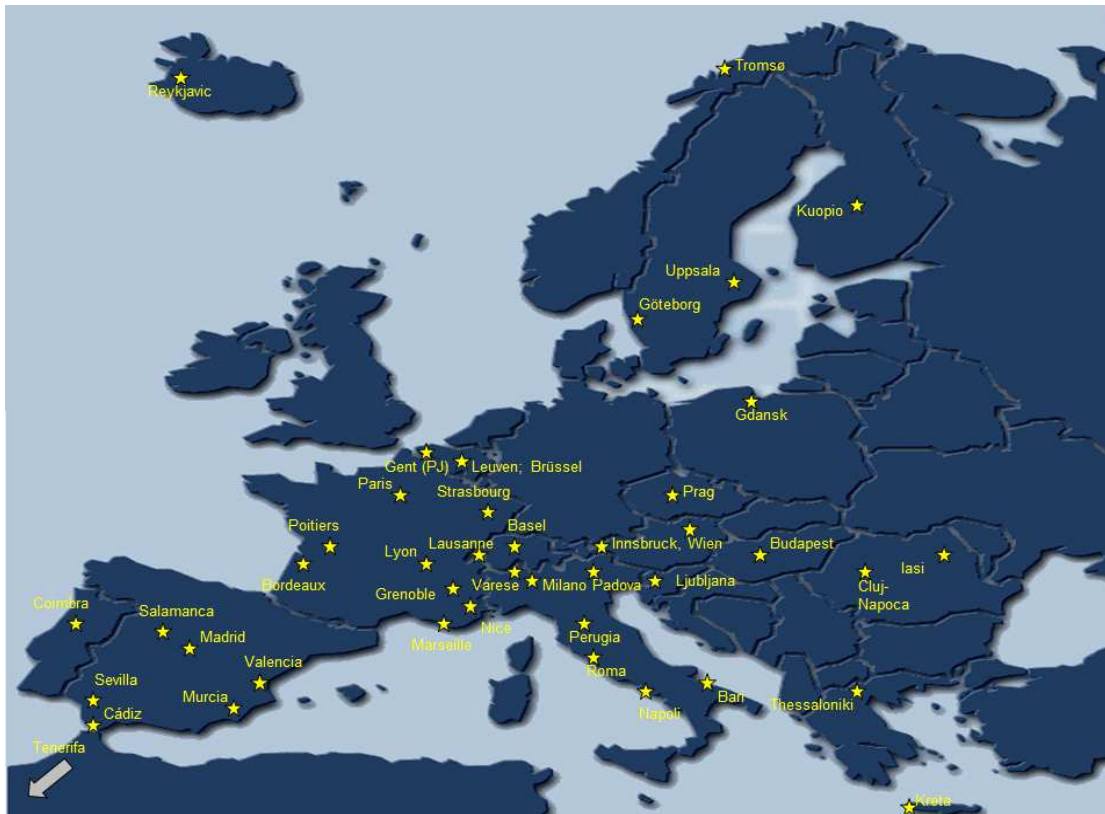 Tromsø
Reykjavic
Kuopio
Uppsala
Göteborg
Gdansk
Gent (PJ)
Leuven; Brüssel
Paris
Strasbourg
Prag
Poitiers
Basel
Lausanne
Innsbruck, Wien
Budapest
Lyon
Iasi
Bordeaux
Varese
Milano
Padova
Ljubljana
Cluj-
Napoca
Grenoble
Coimbra
Salamanca
Nice
Marseille
Madrid
Perugia
Valencia
Roma
Sevilla
Murcia
Bari
Thessaloniki
Cádiz
Napoli
Tenerifa
Kreta